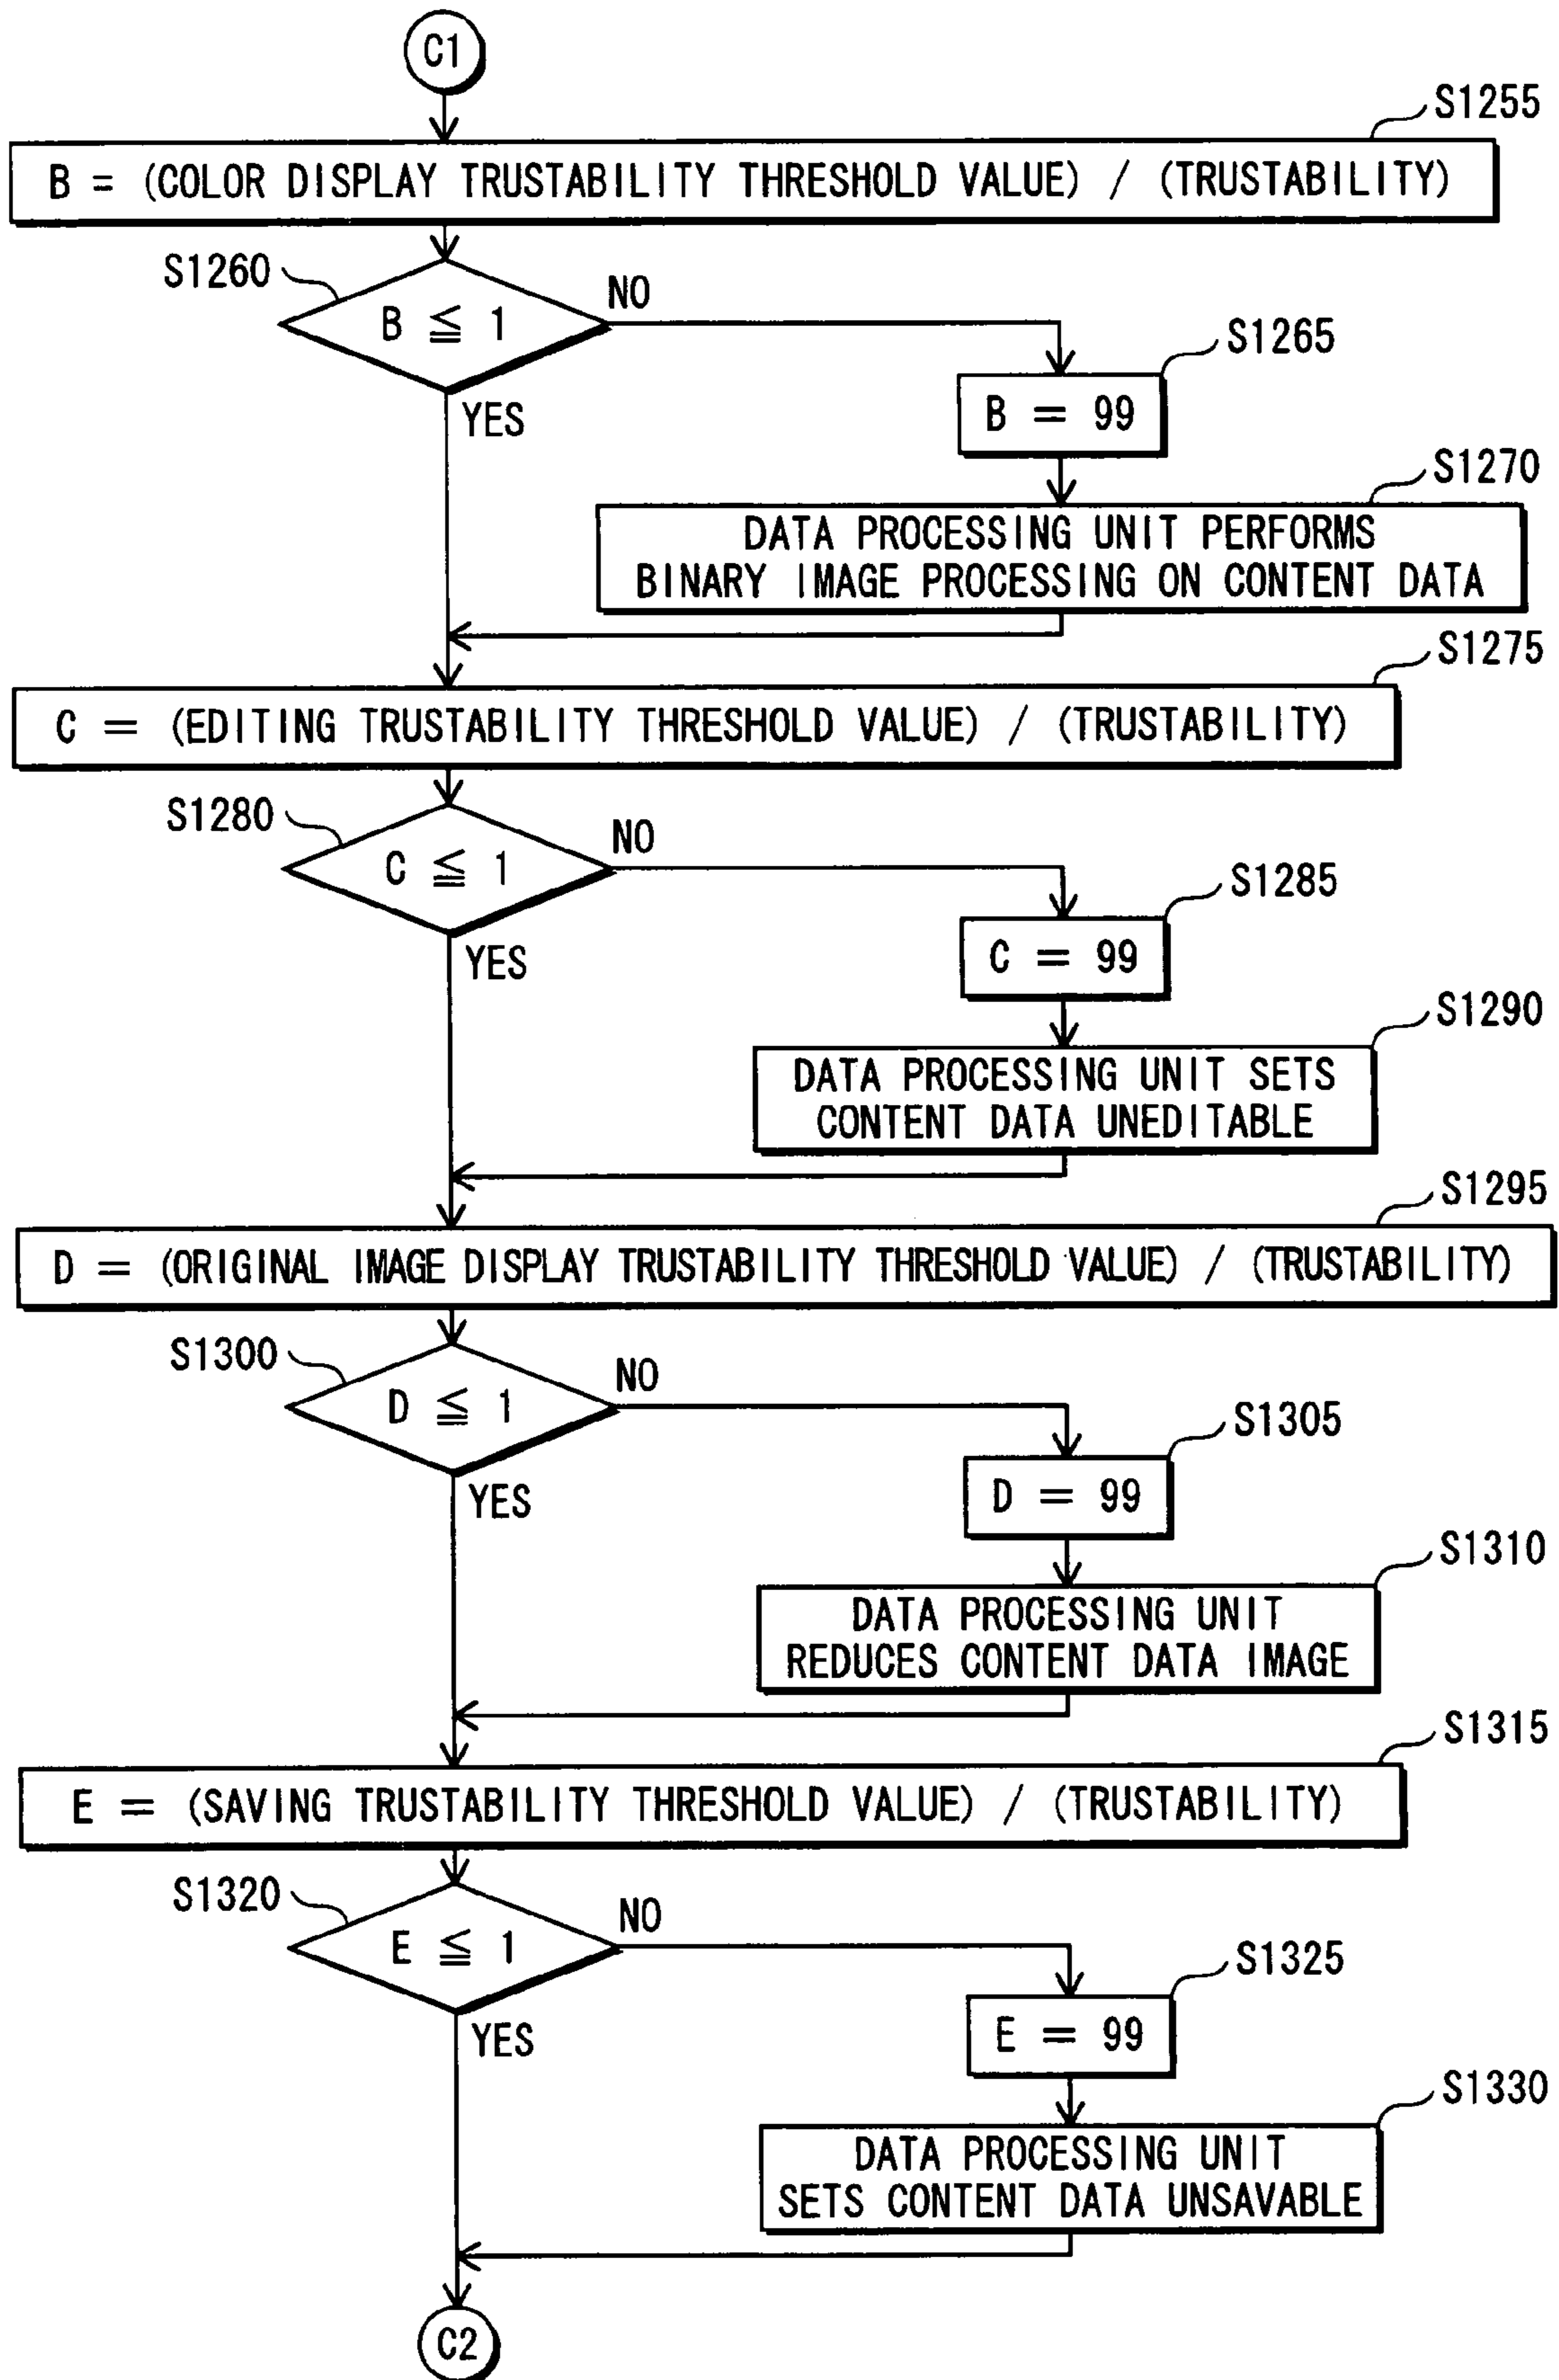 C1
S1255
B = (COLOR DISPLAY TRUSTABILITY THRESHOLD VALUE) / (TRUSTABILITY)
S1260
B ≦ 1
NO
YES
S1265
B = 99
S1270
DATA PROCESSING UNIT PERFORMS
BINARY IMAGE PROCESSING ON CONTENT DATA
S1275
C = (EDITING TRUSTABILITY THRESHOLD VALUE) / (TRUSTABILITY)
S1280
C ≦ 1
NO
YES
S1285
C = 99
S1290
DATA PROCESSING UNIT SETS
CONTENT DATA UNEDITABLE
S1295
D = (ORIGINAL IMAGE DISPLAY TRUSTABILITY THRESHOLD VALUE) / (TRUSTABILITY)
S1300
D ≦ 1
NO
YES
S1305
D = 99
S1310
DATA PROCESSING UNIT
REDUCES CONTENT DATA IMAGE
S1315
E = (SAVING TRUSTABILITY THRESHOLD VALUE) / (TRUSTABILITY)
S1320
E ≦ 1
NO
YES
S1325
E = 99
S1330
DATA PROCESSING UNIT
SETS CONTENT DATA UNSAVABLE
C2